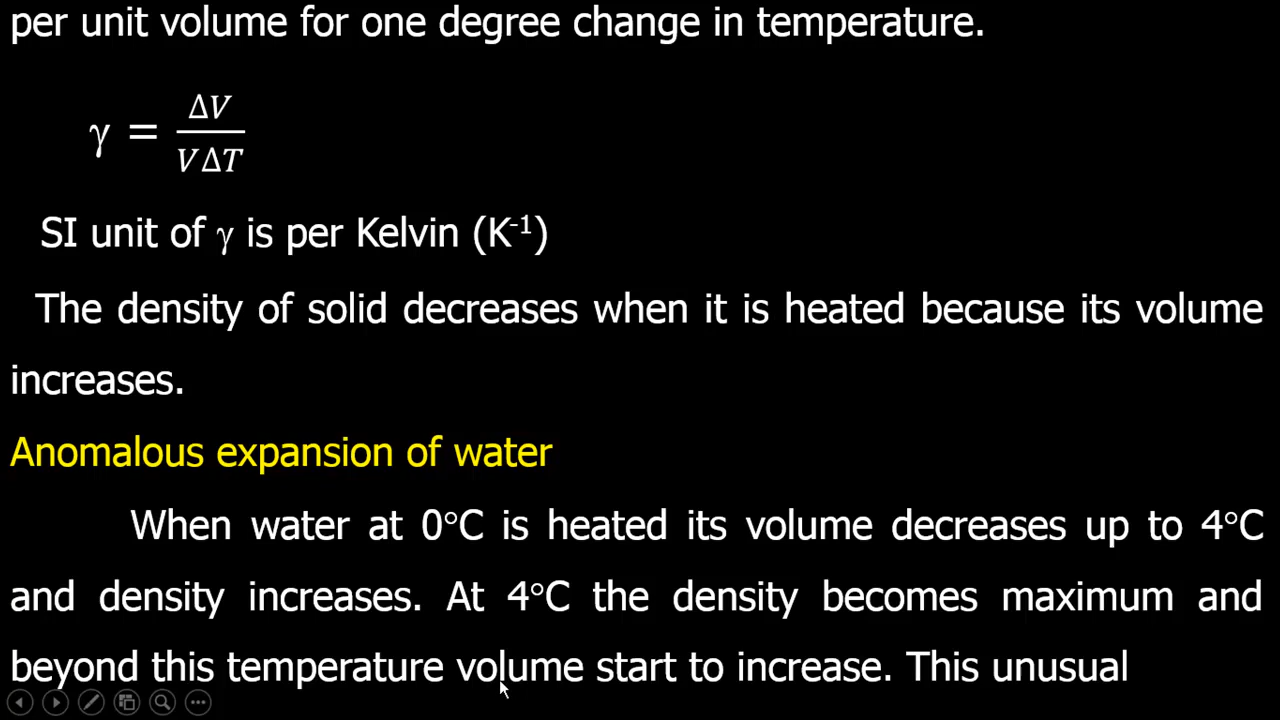 per unit volume for one degree change in temperature.
γ = ΔV / VΔT
SI unit of γ is per Kelvin (K⁻¹)
The density of solid decreases when it is heated because its volume
increases.
Anomalous expansion of water
When water at 0°C is heated its volume decreases up to 4°C
and density increases. At 4°C the density becomes maximum and
beyond this temperature volume start to increase. This unusual